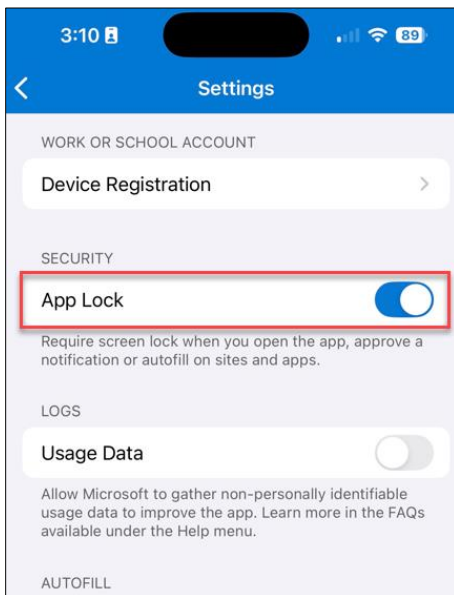 3:10
89
Settings
WORK OR SCHOOL ACCOUNT
Device Registration
SECURITY
App Lock
Require screen lock when you open the app, approve a
notification or autofill on sites and apps.
LOGS
Usage Data
Allow Microsoft to gather non-personally identifiable
usage data to improve the app. Learn more in the FAQs
available under the Help menu.
AUTOFILL